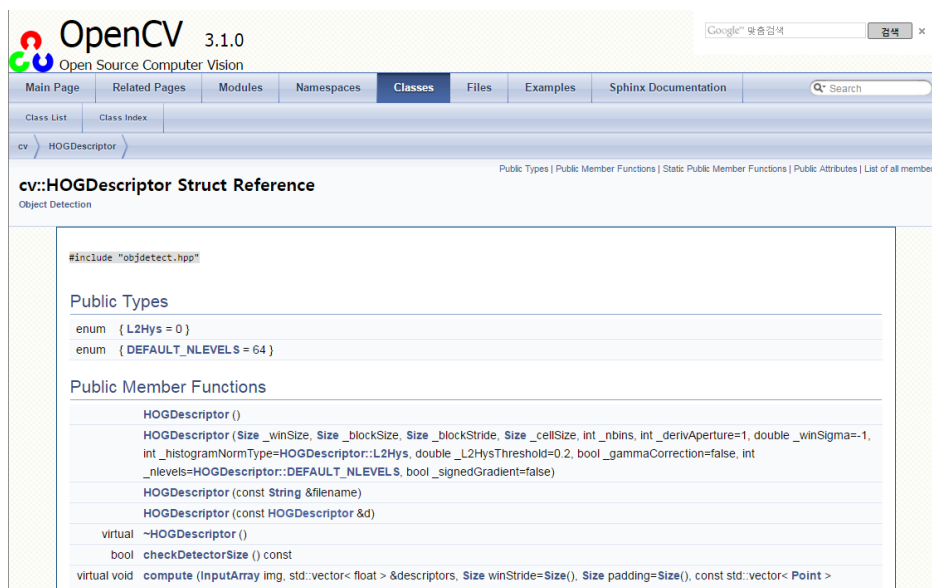 OpenCV 3.1.0
Open Source Computer Vision
Google™ 맞춤검색 검색 ×
Main Page Related Pages Modules Namespaces Classes Files Examples Sphinx Documentation Search
Class List Class Index
cv HOGDescriptor
Public Types | Public Member Functions | Static Public Member Functions | Public Attributes | List of all member
cv::HOGDescriptor Struct Reference
Object Detection
#include "objdetect.hpp"
Public Types
enum { L2Hys = 0 }
enum { DEFAULT_NLEVELS = 64 }
Public Member Functions
HOGDescriptor ()
HOGDescriptor (Size _winSize, Size _blockSize, Size _blockStride, Size _cellSize, int _nbins, int _derivAperture=1, double _winSigma=-1,
int _histogramNormType=HOGDescriptor::L2Hys, double _L2HysThreshold=0.2, bool _gammaCorrection=false, int
_nlevels=HOGDescriptor::DEFAULT_NLEVELS, bool _signedGradient=false)
HOGDescriptor (const String &filename)
HOGDescriptor (const HOGDescriptor &d)
virtual ~HOGDescriptor ()
bool checkDetectorSize () const
virtual void compute (InputArray img, std::vector< float > &descriptors, Size winStride=Size(), Size padding=Size(), const std::vector< Point >